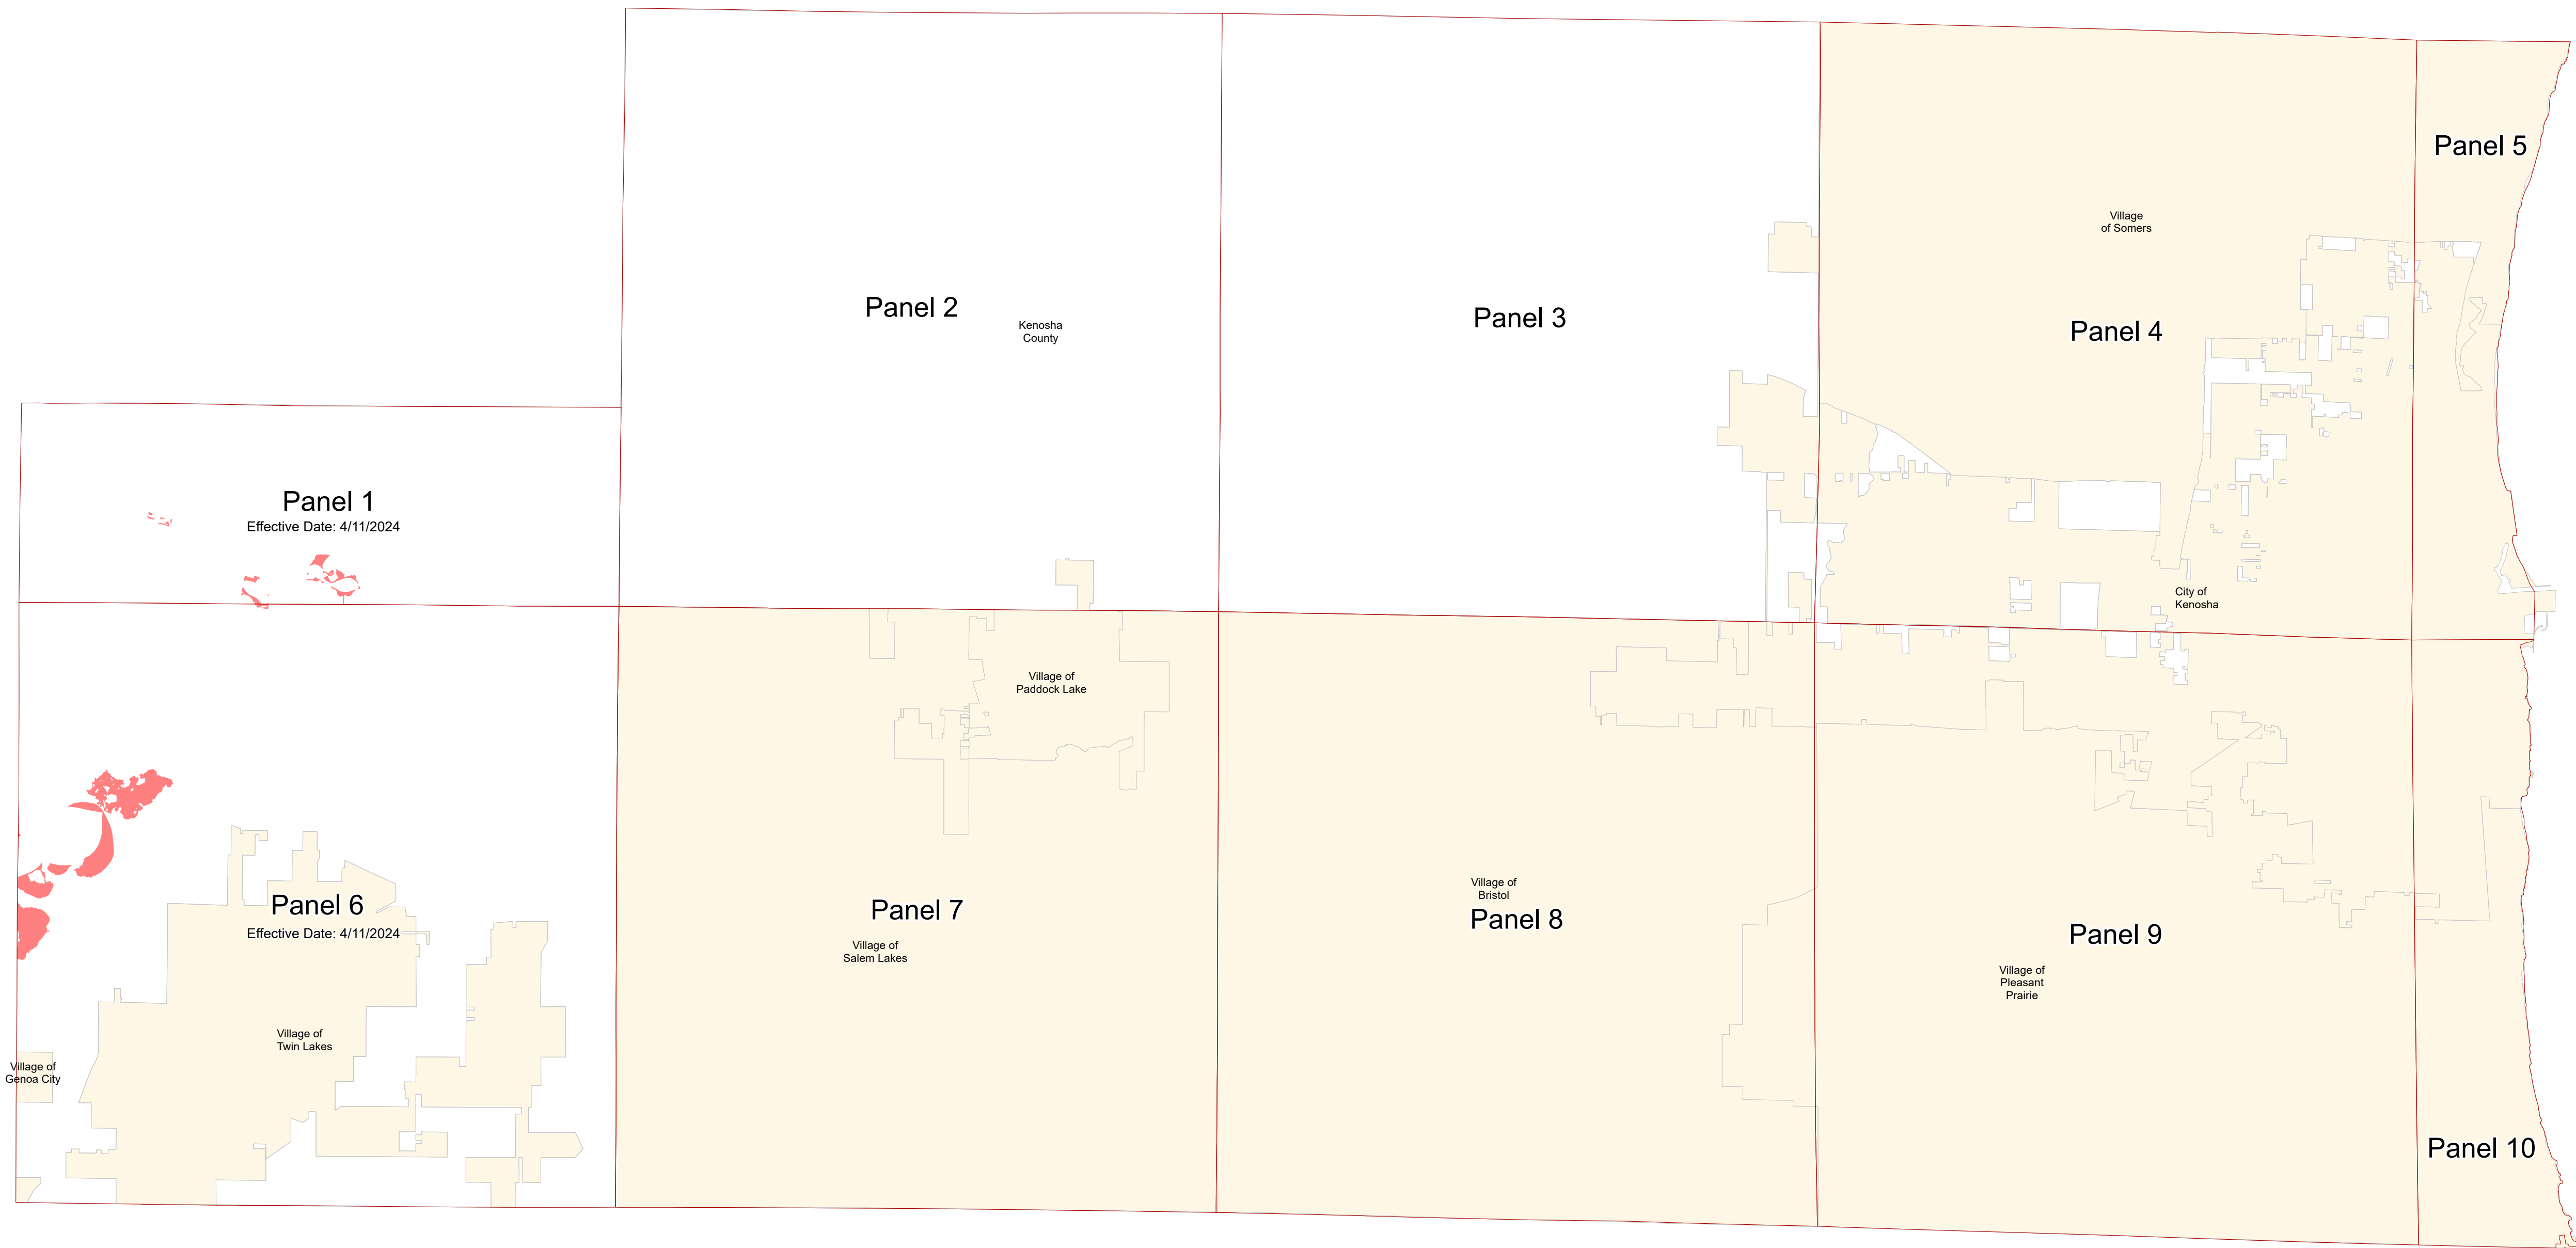 Panel 5
Village
of Somers
Panel 2
Panel 3
Kenosha
County
Panel 4
Panel 1
Effective Date: 4/11/2024
City of
Kenosha
Village of
Paddock Lake
Village of
Bristol
Panel 6
Panel 7
Panel 8
Effective Date: 4/11/2024
Panel 9
Village of
Salem Lakes
Village of
Pleasant
Prairie
Village of
Twin Lakes
Village of
Genoa City
Panel 10